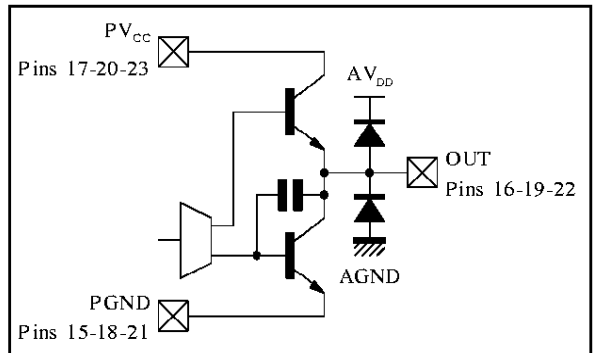 PVCC
Pins 17-20-23
AVDD
OUT
Pins 16-19-22
AGND
PGND
Pins 15-18-21